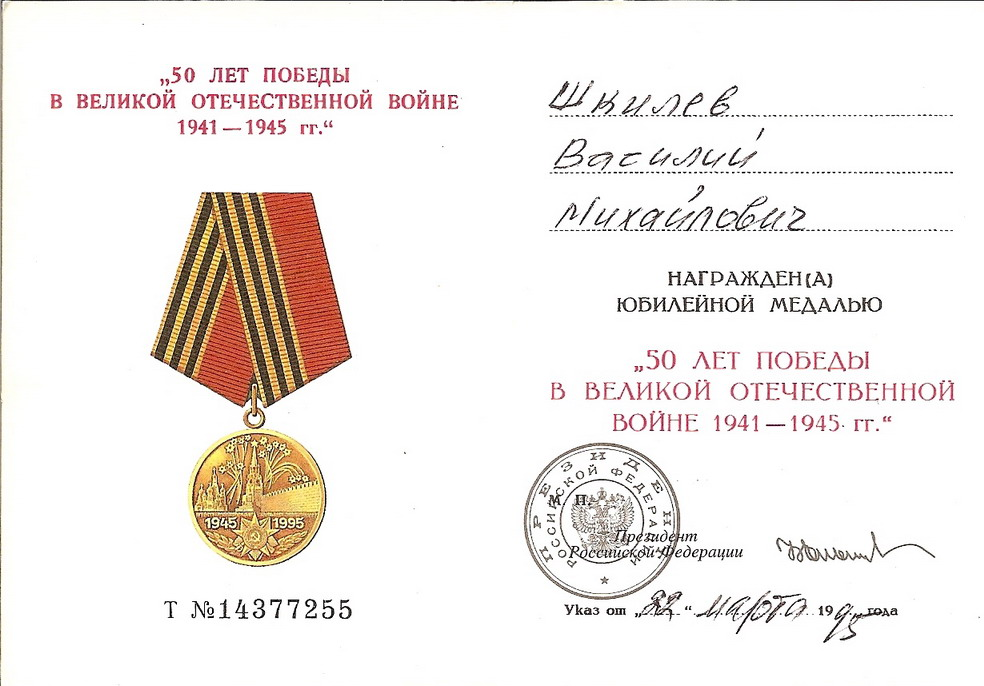 „50 ЛЕТ ПОБЕДЫ
В ВЕЛИКОЙ ОТЕЧЕСТВЕННОЙ ВОЙНЕ
1941—1945 гг.“
1945 1995
Т №14377255
Шкилев
Василий
Михайлович
НАГРАЖДЕН(А)
ЮБИЛЕЙНОЙ МЕДАЛЬЮ
„50 ЛЕТ ПОБЕДЫ
В ВЕЛИКОЙ ОТЕЧЕСТВЕННОЙ
ВОЙНЕ 1941—1945 гг.“
ПРЕЗИДЕНТ
РОССИЙСКОЙ ФЕДЕРАЦИИ
М. П.
Президент
Российской Федерации
Указ от „22“ марта 1995 года